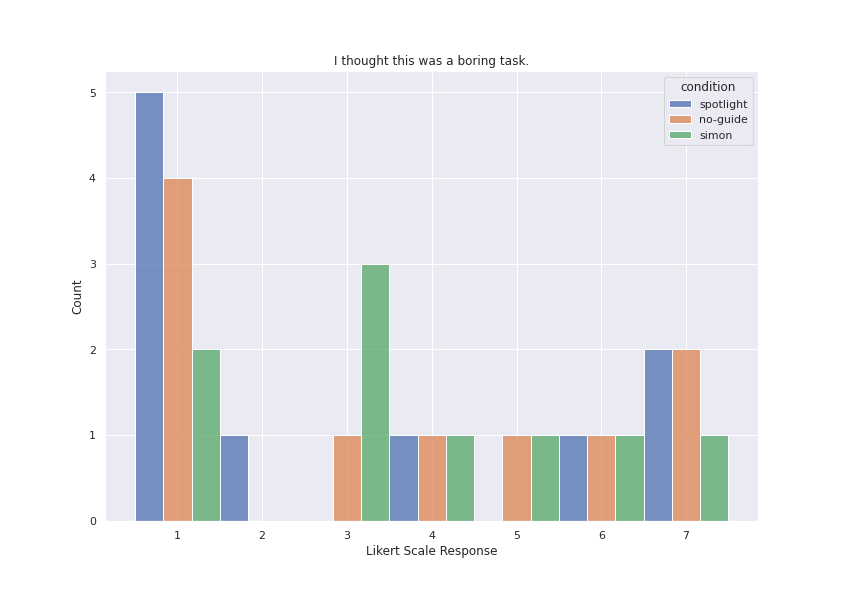 I thought this was a boring task.
condition
spotlight
no-guide
simon
5
4
3
2
1
0
Count
1 2 3 4 5 6 7
Likert Scale Response